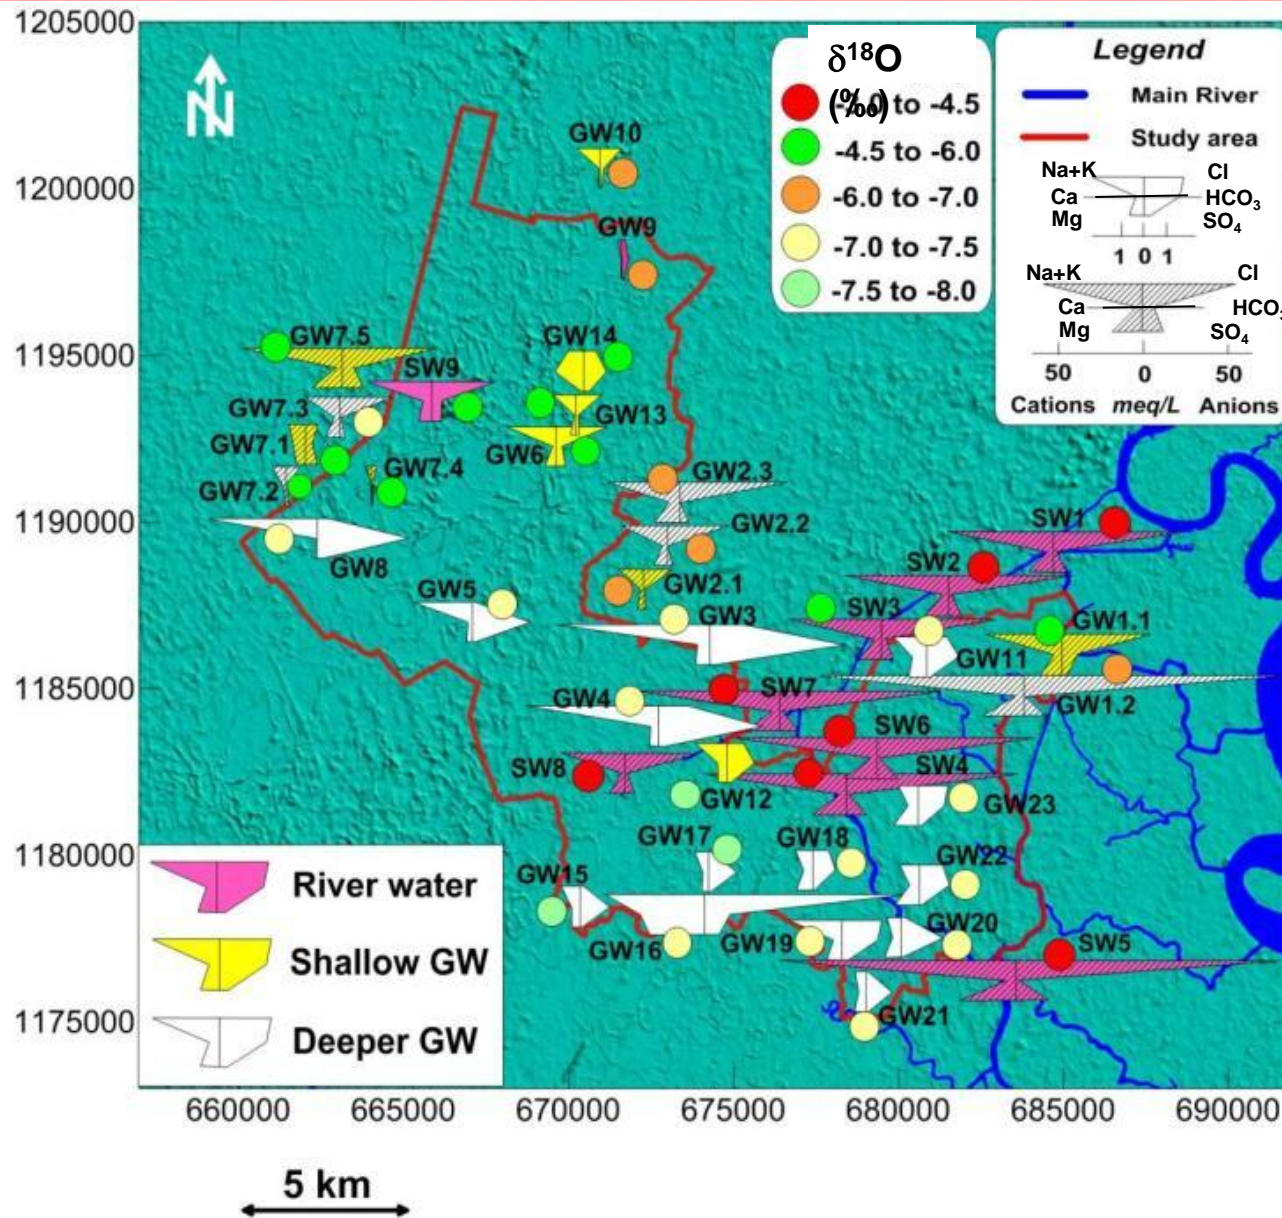 1205000
1200000
1195000
1190000
1185000
1180000
1175000
660000 665000 670000 675000 680000 685000 690000
5 km
N
δ¹⁸O
(‰)
to -4.5
-4.5 to -6.0
-6.0 to -7.0
-7.0 to -7.5
-7.5 to -8.0
Legend
Main River
Study area
Na+K Cl
Ca HCO₃
Mg SO₄
1 0 1
Na+K Cl
Ca HCO₃
Mg SO₄
50 0 50
Cations meq/L Anions
GW10
GW9
GW7.5
SW9
GW14
GW7.3
GW13
GW7.1
GW6
GW7.4
GW7.2
GW2.3
GW2.2
SW1
GW8
SW2
GW2.1
GW5
GW3
SW3
GW1.1
GW11
GW4
SW7
GW1.2
SW6
SW8
SW4
GW12
GW23
GW17
GW18
GW22
GW15
GW16
GW19
GW20
SW5
GW21
River water
Shallow GW
Deeper GW